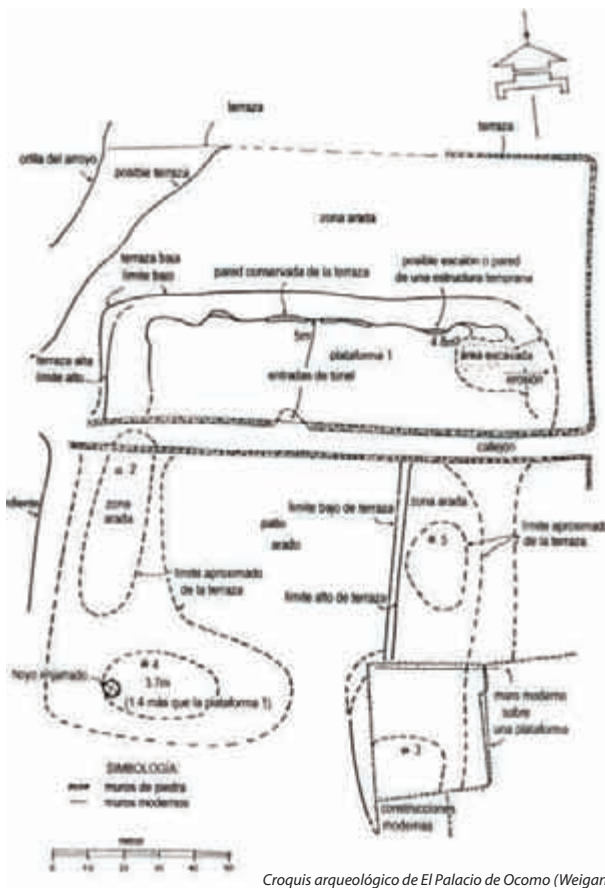 terraza
terraza
orilla del arroyo
posible terraza
zona arada
terraza baja
límite bajo
pared conservada de la terraza
posible escalón o pared
de una estructura temprana
5m
plataforma 1
área excavada
erosión
terraza alta
límite alto
entradas de túnel
callejón
# 2
zona
arada
patio
arado
límite bajo de terraza
zona arada
# 5
límite aproximado
de la terraza
límite aproximado
de la terraza
límite alto de terraza
# 4
3.7m
(1.4 más que la plataforma 1)
muro moderno
sobre
una plataforma
construcciones
modernas
SIMBOLOGÍA:
muros de piedra
muros modernos
Croquis arqueológico de El Palacio de Ocomo (Weigan